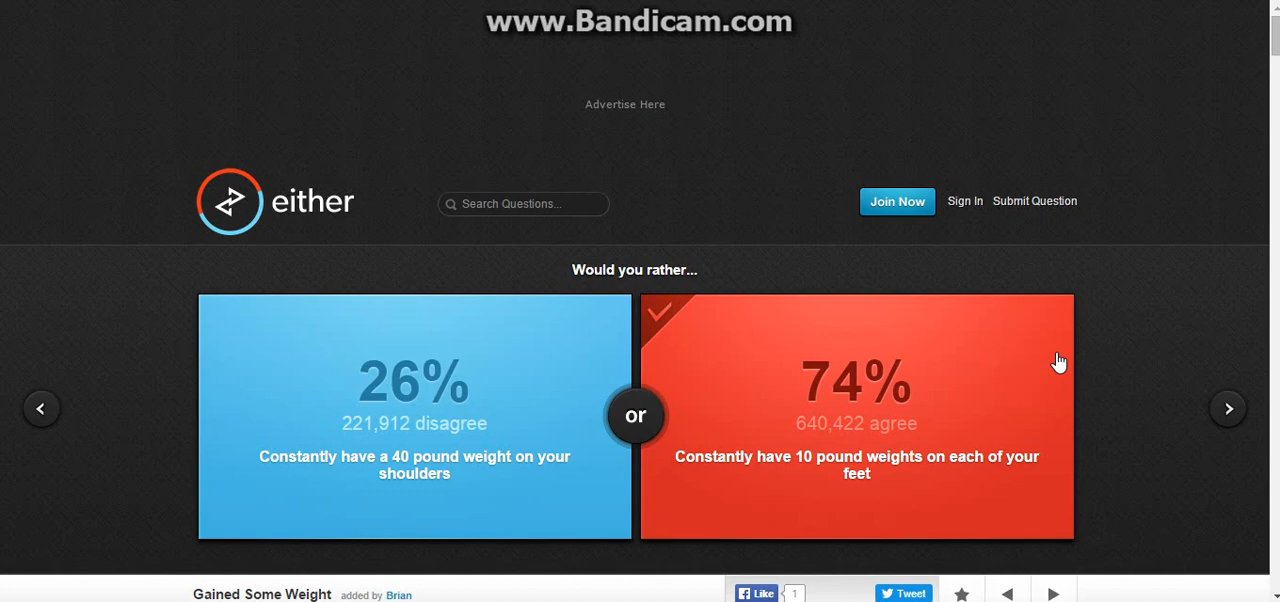 www.Bandicam.com
Advertise Here
either
Search Questions...
Join Now
Sign In
Submit Question
Would you rather...
26%
221,912 disagree
Constantly have a 40 pound weight on your
shoulders
or
74%
640,422 agree
Constantly have 10 pound weights on each of your
feet
Gained Some Weight added by Brian
Like
1
Tweet